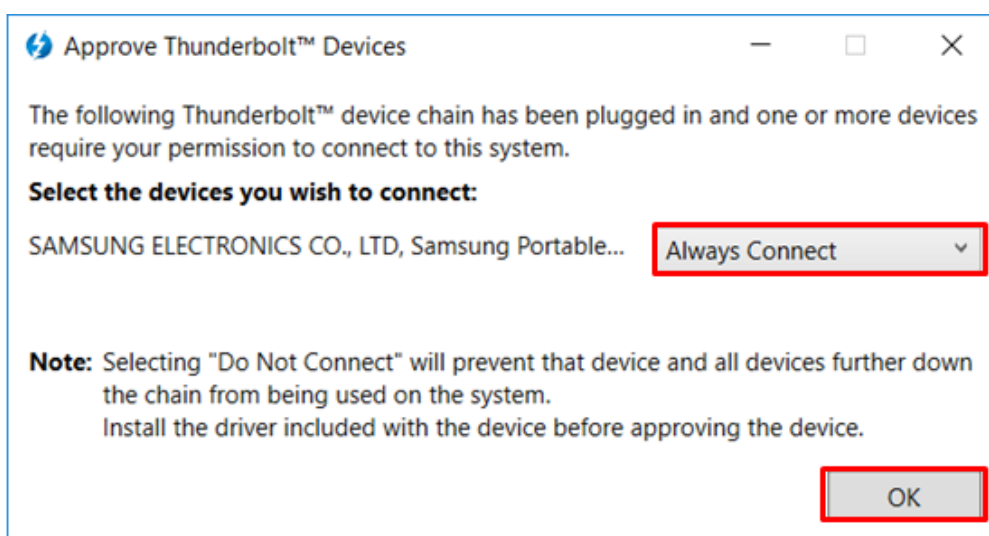 Approve Thunderbolt™ Devices
The following Thunderbolt™ device chain has been plugged in and one or more devices
require your permission to connect to this system.
Select the devices you wish to connect:
SAMSUNG ELECTRONICS CO., LTD, Samsung Portable... Always Connect
Note: Selecting "Do Not Connect" will prevent that device and all devices further down
the chain from being used on the system.
Install the driver included with the device before approving the device.
OK